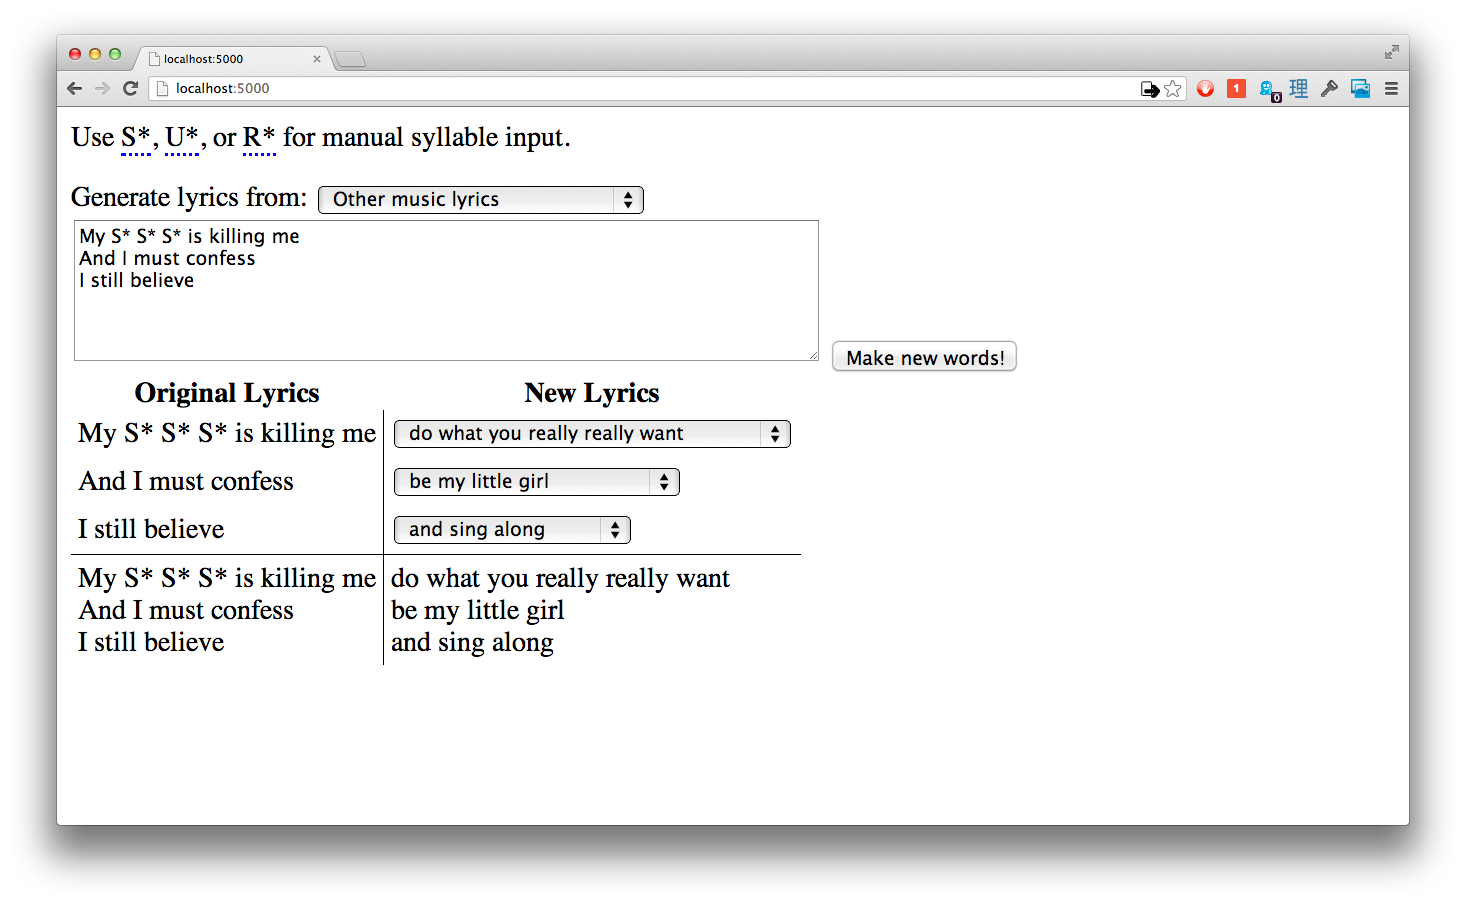 localhost:5000
localhost:5000
1
0
理
Use S*, U*, or R* for manual syllable input.
Generate lyrics from: Other music lyrics
My S* S* S* is killing me
And I must confess
I still believe
Make new words!
Original Lyrics New Lyrics
My S* S* S* is killing me do what you really really want
And I must confess be my little girl
I still believe and sing along
My S* S* S* is killing me do what you really really want
And I must confess be my little girl
I still believe and sing along